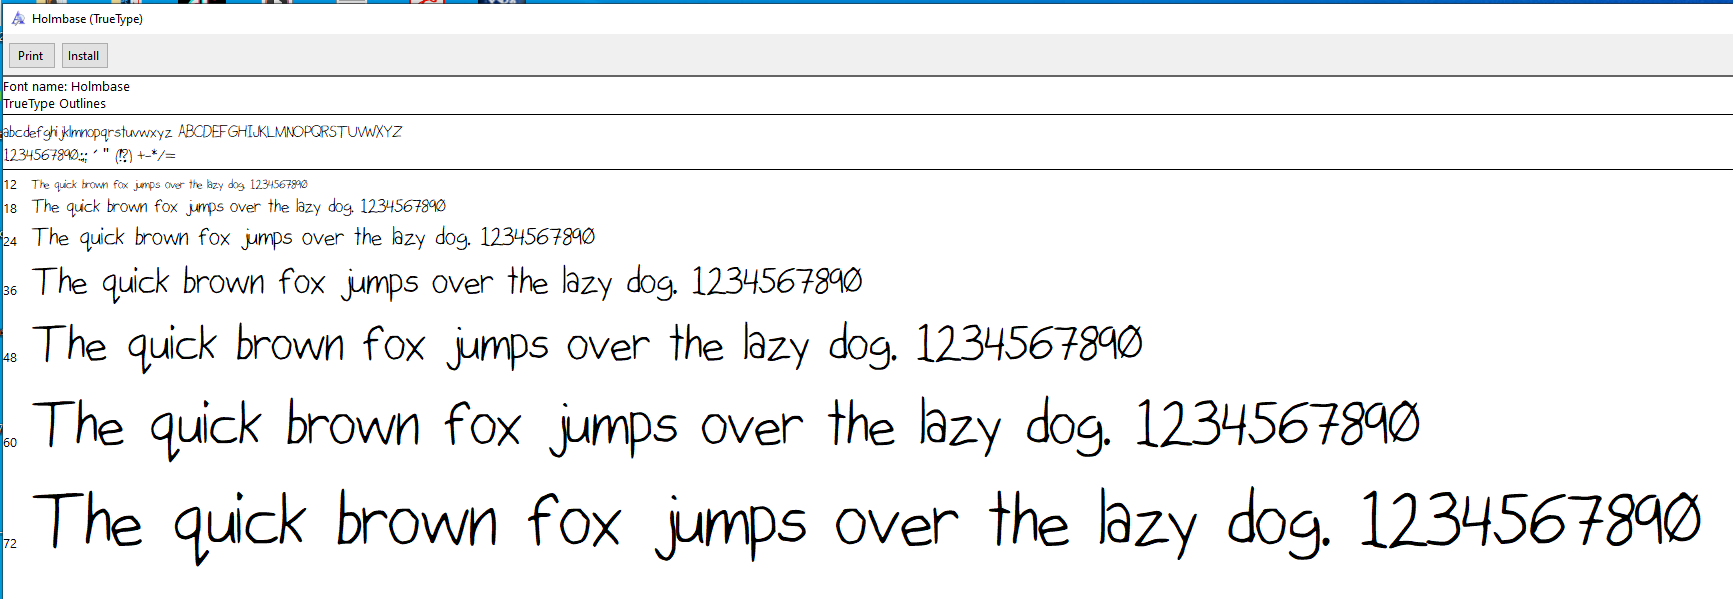 Holmbase (TrueType)
Print Install
Font name: Holmbase
TrueType Outlines
abcdefghijklmnopqrstuvwxyz ABCDEFGHIJKLMNOPQRSTUVWXYZ
1234567890.:,; ' " (!?) +-*/=
12 The quick brown fox jumps over the lazy dog. 1234567890
18 The quick brown fox jumps over the lazy dog. 1234567890
24 The quick brown fox jumps over the lazy dog. 1234567890
36 The quick brown fox jumps over the lazy dog. 1234567890
48 The quick brown fox jumps over the lazy dog. 1234567890
60 The quick brown fox jumps over the lazy dog. 1234567890
72 The quick brown fox jumps over the lazy dog. 1234567890